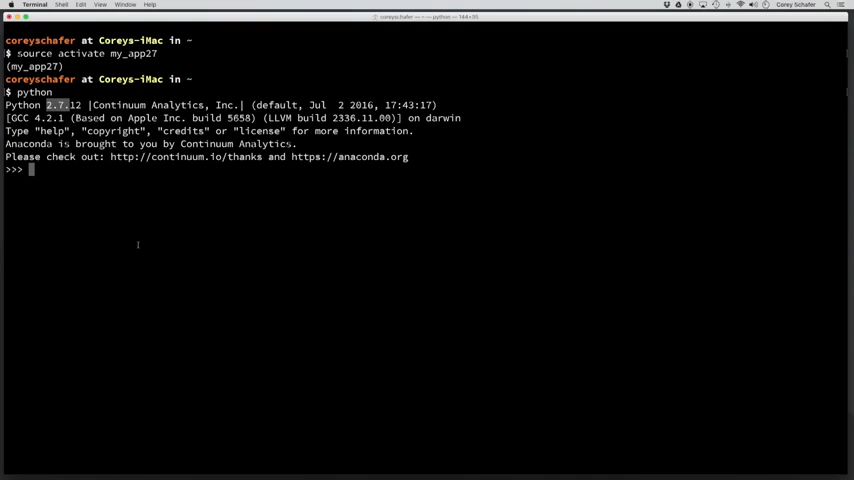 Terminal Shell Edit View Window Help Corey Schafer
coreyschafer — ~ — python — 144×35
coreyschafer at Coreys-iMac in ~
$ source activate my_app27
(my_app27)
coreyschafer at Coreys-iMac in ~
$ python
Python 2.7.12 |Continuum Analytics, Inc.| (default, Jul  2 2016, 17:43:17)
[GCC 4.2.1 (Based on Apple Inc. build 5658) (LLVM build 2336.11.00)] on darwin
Type "help", "copyright", "credits" or "license" for more information.
Anaconda is brought to you by Continuum Analytics.
Please check out: http://continuum.io/thanks and https://anaconda.org
>>>